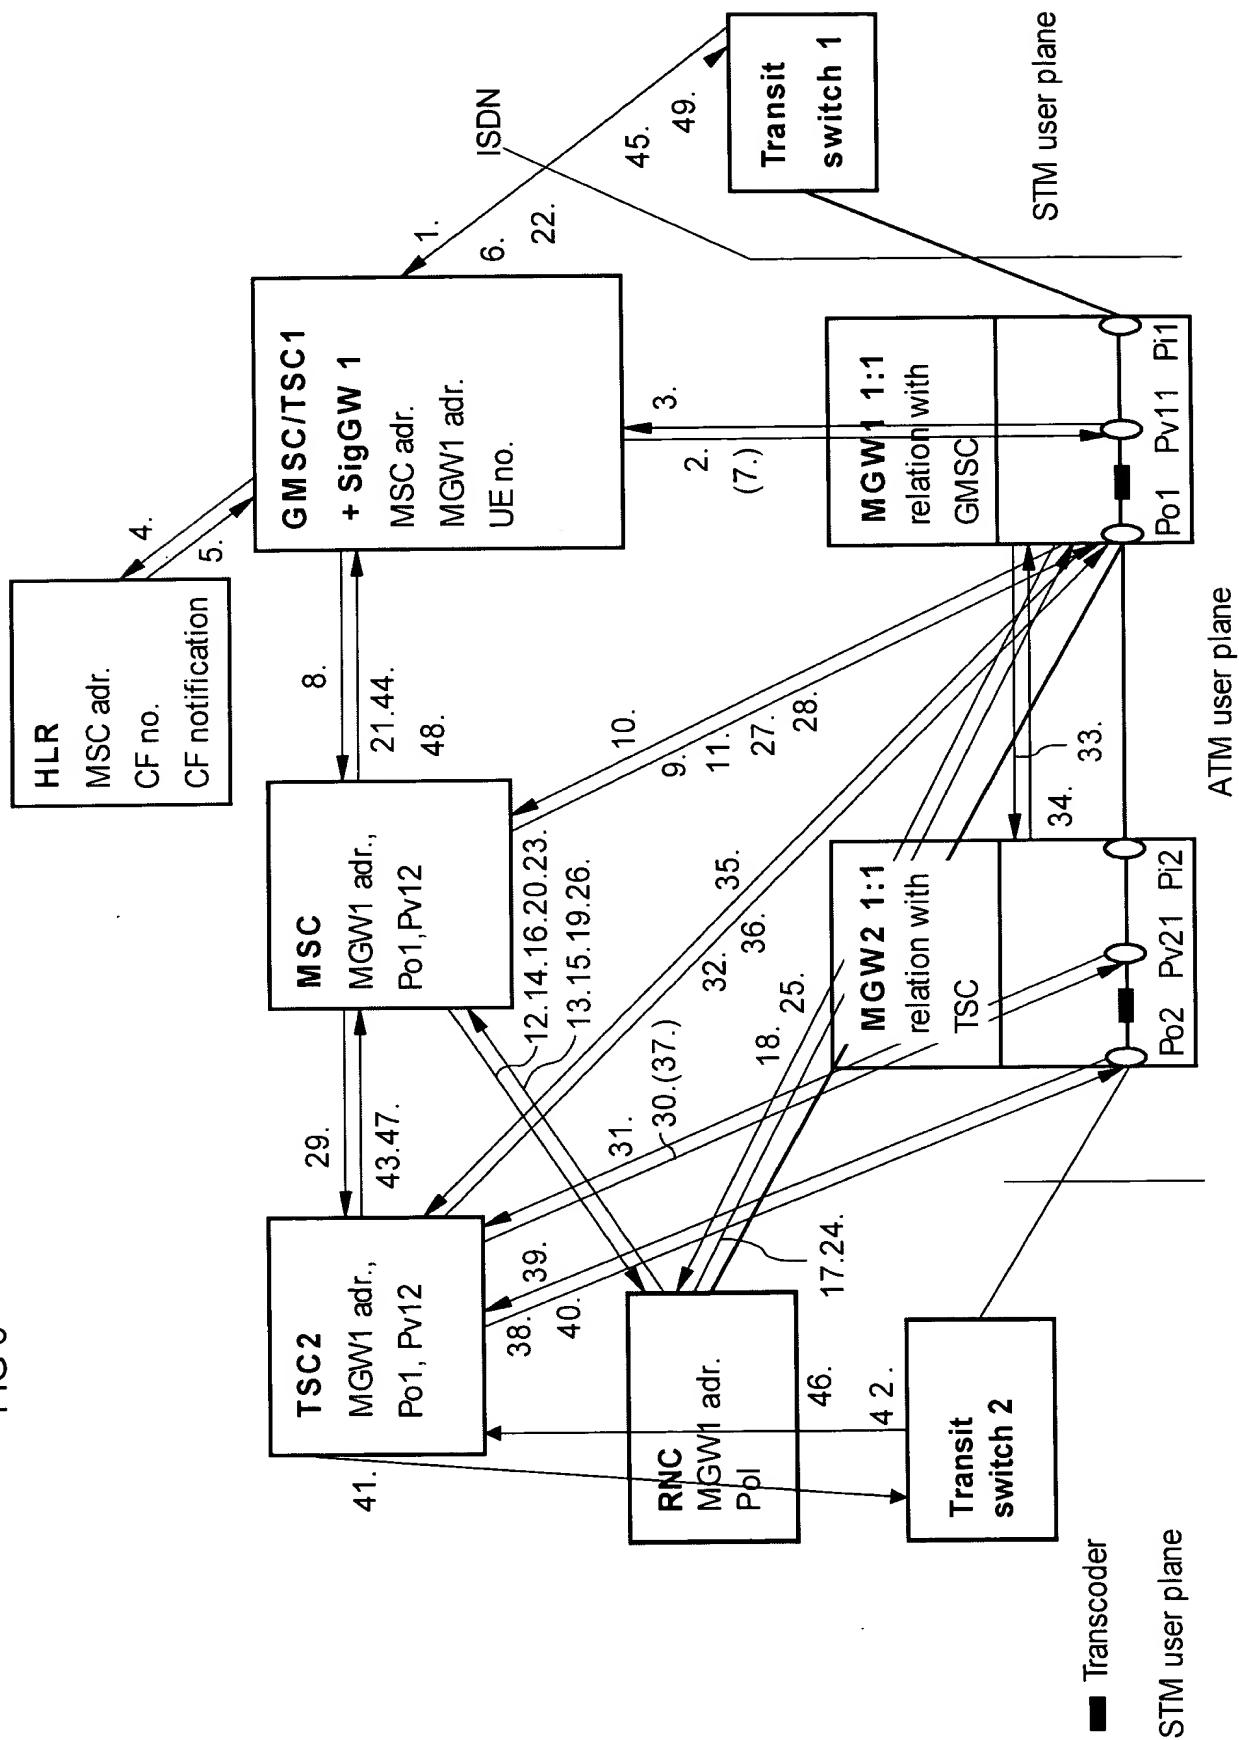 HLR
MSC adr.
CF no.
CF notification
4.
5.
GMSC/TSC1
+ SigGW 1
MSC adr.
MGW1 adr.
UE no.
1.
6.
22.
ISDN
45.
49.
Transit
switch 1
STM user plane
8.
21.44.
48.
MSC
MGW1 adr.,
Po1,Pv12
29.
43.47.
TSC2
MGW1 adr.,
Po1, Pv12
41.
12.14.16.20.23.
13.15.19.26.
10.
9.
11.
27.
28.
2.
(7.)
3.
35.
32.
36.
31.
30.(37.)
18.
25.
39.
38.
40.
33.
34.
17.24.
MGW1 1:1
relation with
GMSC
Po1 Pv11 Pi1
MGW2 1:1
relation with
TSC
Po2 Pv21 Pi2
RNC
MGW1 adr.
Pol
46.
4 2.
Transit
switch 2
ATM user plane
Transcoder
STM user plane